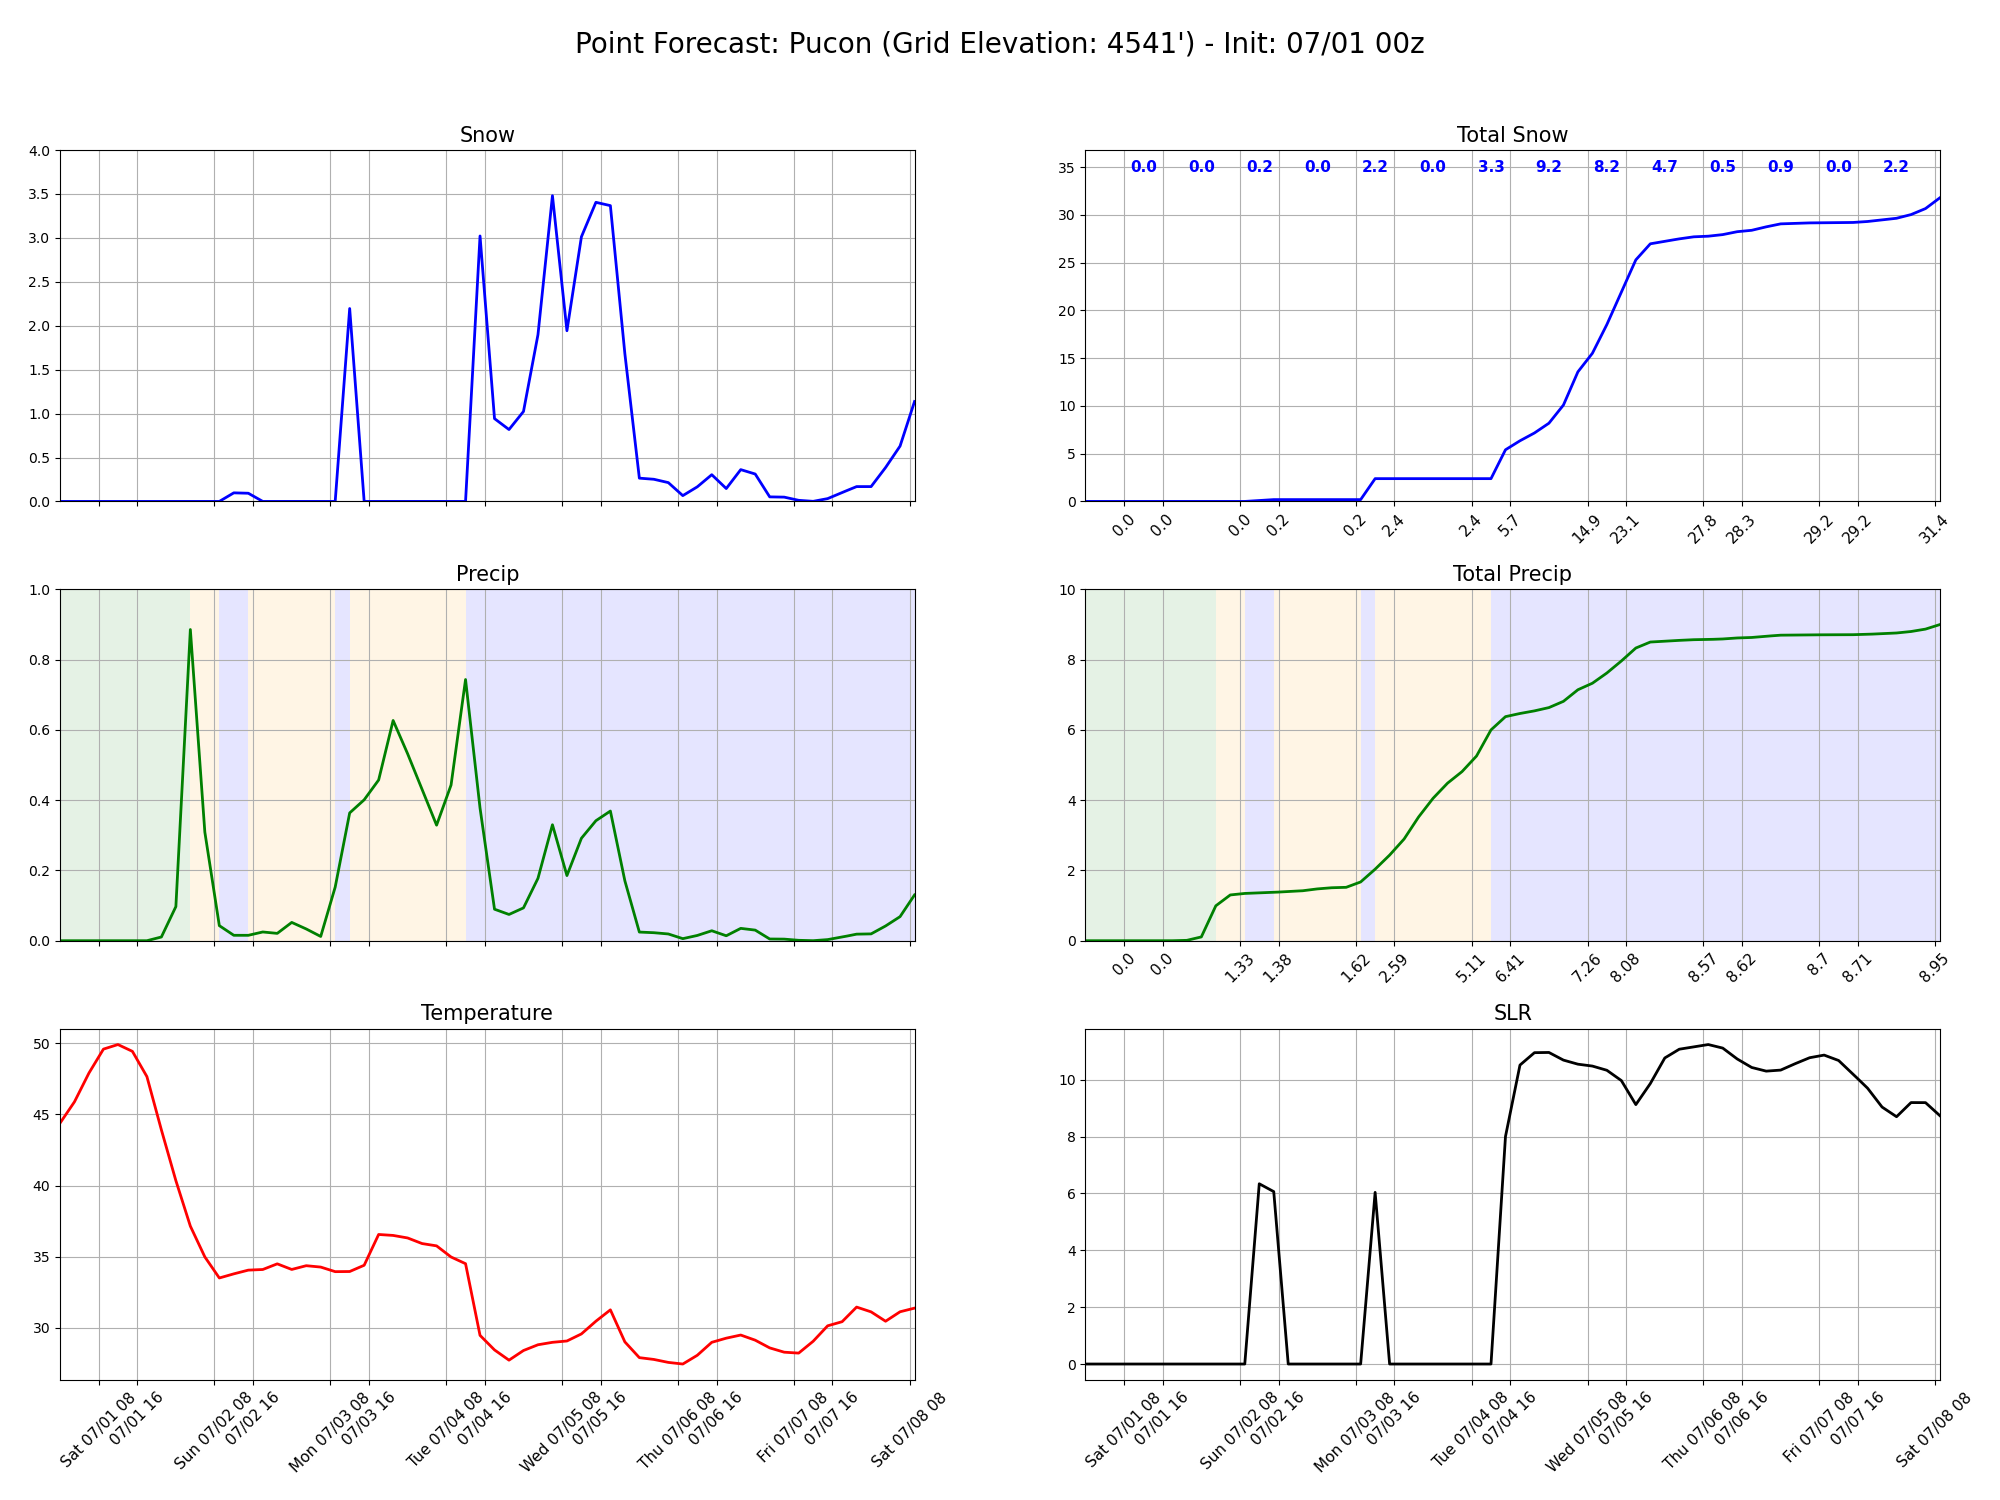 Point Forecast: Pucon (Grid Elevation: 4541') - Init: 07/01 00z
Snow
4.0
3.5
3.0
2.5
2.0
1.5
1.0
0.5
0.0
Total Snow
0.0 0.0 0.2 0.0 2.2 0.0 3.3 9.2 8.2 4.7 0.5 0.9 0.0 2.2
35
30
25
20
15
10
5
0
0.0 0.0 0.0 0.2 0.2 2.4 2.4 5.7 14.9 23.1 27.8 28.3 29.2 29.2 31.4
Precip
1.0
0.8
0.6
0.4
0.2
0.0
Total Precip
10
8
6
4
2
0
0.0 0.0 1.33 1.38 1.62 2.59 5.11 6.41 7.26 8.08 8.57 8.62 8.7 8.71 8.95
Temperature
50
45
40
35
30
Sat 07/01 08
07/01 16
Sun 07/02 08
07/02 16
Mon 07/03 08
07/03 16
Tue 07/04 08
07/04 16
Wed 07/05 08
07/05 16
Thu 07/06 08
07/06 16
Fri 07/07 08
07/07 16
Sat 07/08 08
SLR
10
8
6
4
2
0
Sat 07/01 08
07/01 16
Sun 07/02 08
07/02 16
Mon 07/03 08
07/03 16
Tue 07/04 08
07/04 16
Wed 07/05 08
07/05 16
Thu 07/06 08
07/06 16
Fri 07/07 08
07/07 16
Sat 07/08 08